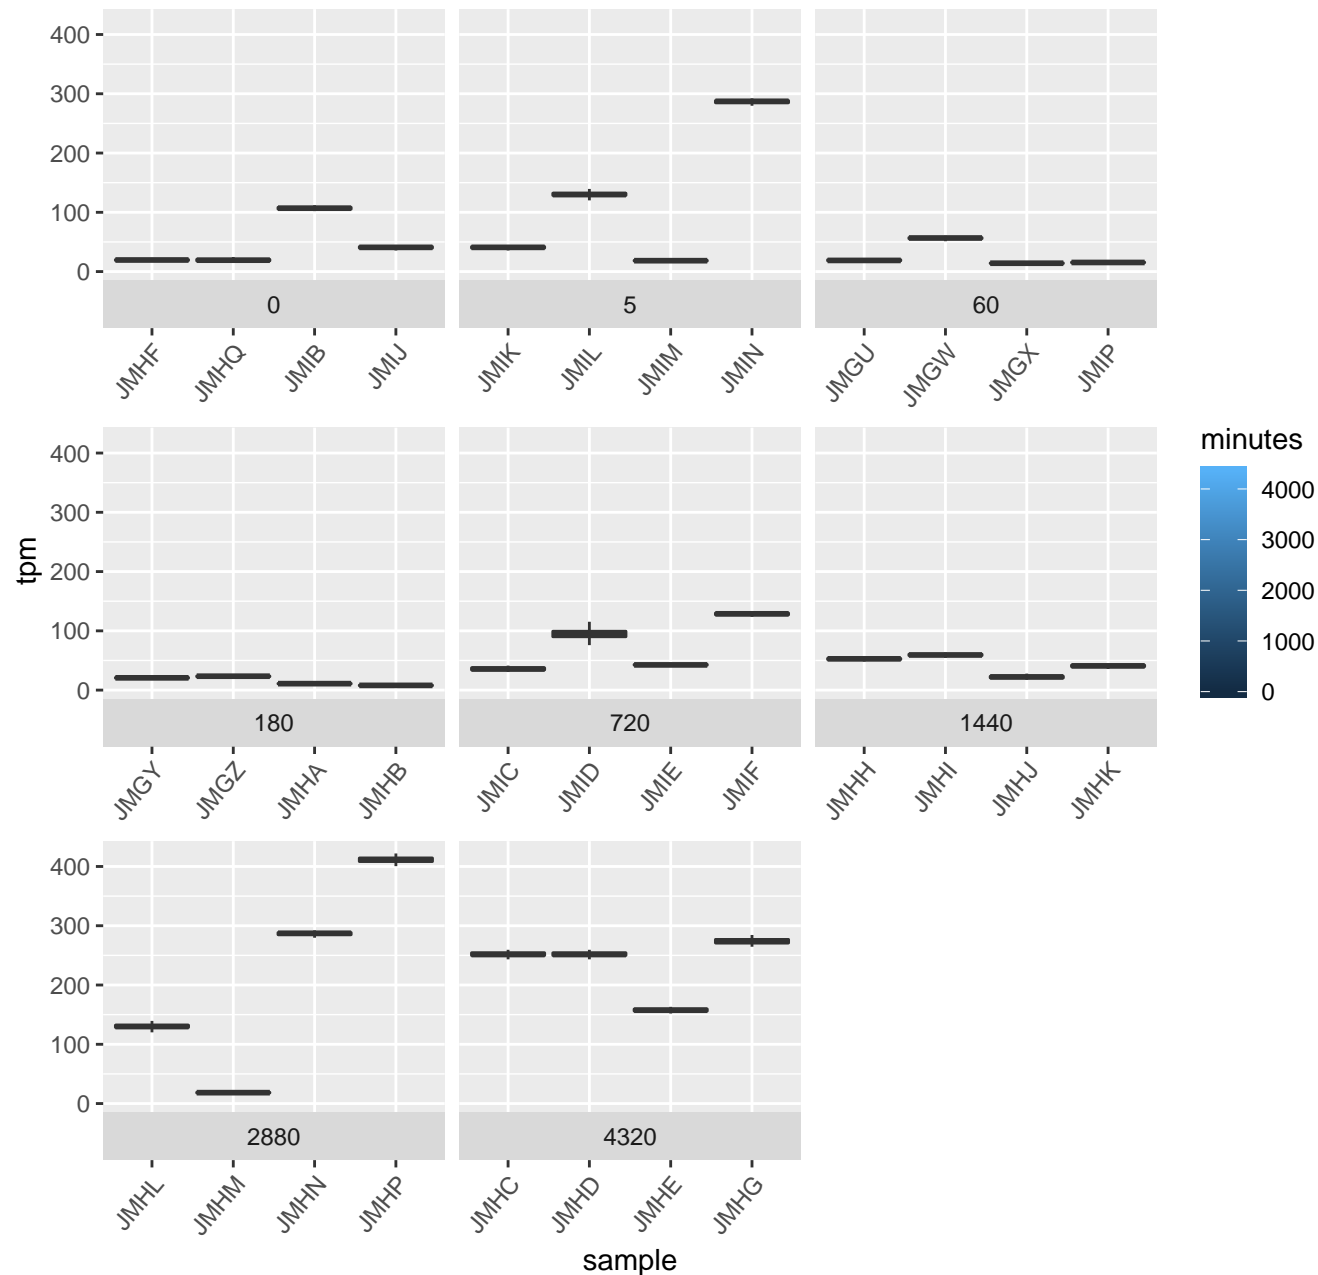 400
300
200
100
0
0 5 60
JMHF JMHQ JMIB JMIJ JMIK JMIL JMIM JMIN JMGU JMGW JMGX JMIP
tpm
400
300
200
100
0
180 720 1440
JMGY JMGZ JMHA JMHB JMIC JMID JMIE JMIF JMHH JMHI JMHJ JMHK
minutes
4000
3000
2000
1000
0
400
300
200
100
0
2880 4320
JMHL JMHM JMHN JMHP JMHC JMHD JMHE JMHG
sample